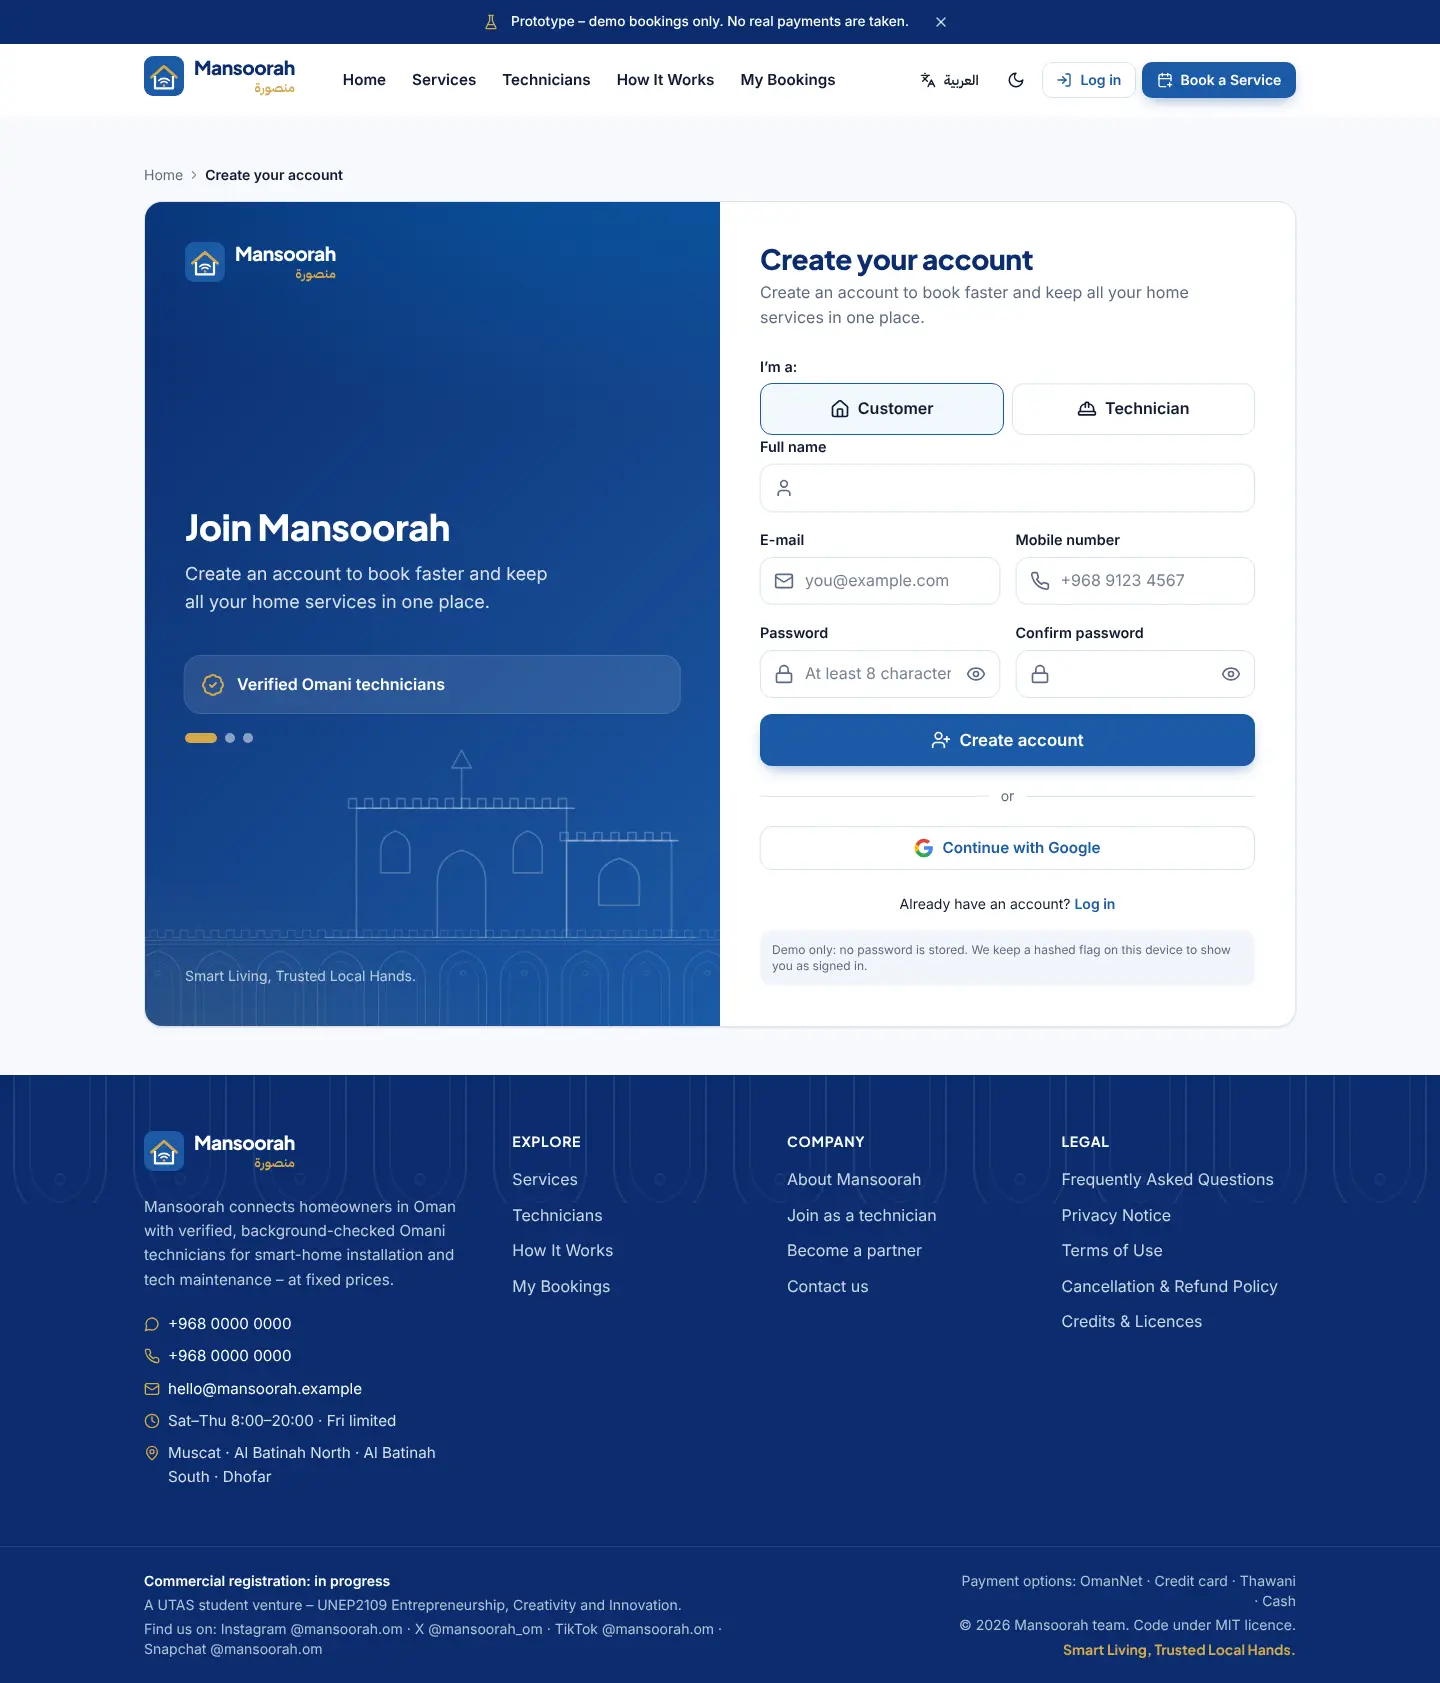 Prototype – demo bookings only. No real payments are taken.
Mansoorah
منصورة
Home
Services
Technicians
How It Works
My Bookings
العربية
Log in
Book a Service
Home
Create your account
Mansoorah
منصورة
Join Mansoorah
Create an account to book faster and keep
all your home services in one place.
Verified Omani technicians
Smart Living, Trusted Local Hands.
Create your account
Create an account to book faster and keep all your home
services in one place.
I’m a:
Customer
Technician
Full name
E-mail
Mobile number
you@example.com
+968 9123 4567
Password
Confirm password
At least 8 character
Create account
or
Continue with Google
Already have an account? Log in
Demo only: no password is stored. We keep a hashed flag on this device to show
you as signed in.
Mansoorah
منصورة
Mansoorah connects homeowners in Oman
with verified, background-checked Omani
technicians for smart-home installation and
tech maintenance – at fixed prices.
+968 0000 0000
+968 0000 0000
hello@mansoorah.example
Sat–Thu 8:00–20:00 · Fri limited
Muscat · Al Batinah North · Al Batinah
South · Dhofar
EXPLORE
Services
Technicians
How It Works
My Bookings
COMPANY
About Mansoorah
Join as a technician
Become a partner
Contact us
LEGAL
Frequently Asked Questions
Privacy Notice
Terms of Use
Cancellation & Refund Policy
Credits & Licences
Commercial registration: in progress
A UTAS student venture – UNEP2109 Entrepreneurship, Creativity and Innovation.
Find us on: Instagram @mansoorah.om · X @mansoorah_om · TikTok @mansoorah.om ·
Snapchat @mansoorah.om
Payment options: OmanNet · Credit card · Thawani
· Cash
© 2026 Mansoorah team. Code under MIT licence.
Smart Living, Trusted Local Hands.